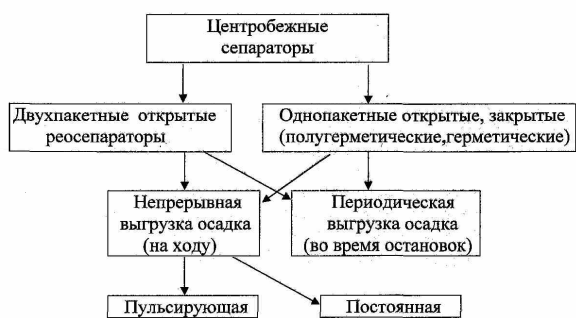 Центробежные
сепараторы
Двухпакетные открытые
реосепараторы
Однопакетные открытые, закрытые
(полугерметические,герметические)
Непрерывная
выгрузка осадка
(на ходу)
Периодическая
выгрузка осадка
(во время остановок)
Пульсирующая
Постоянная